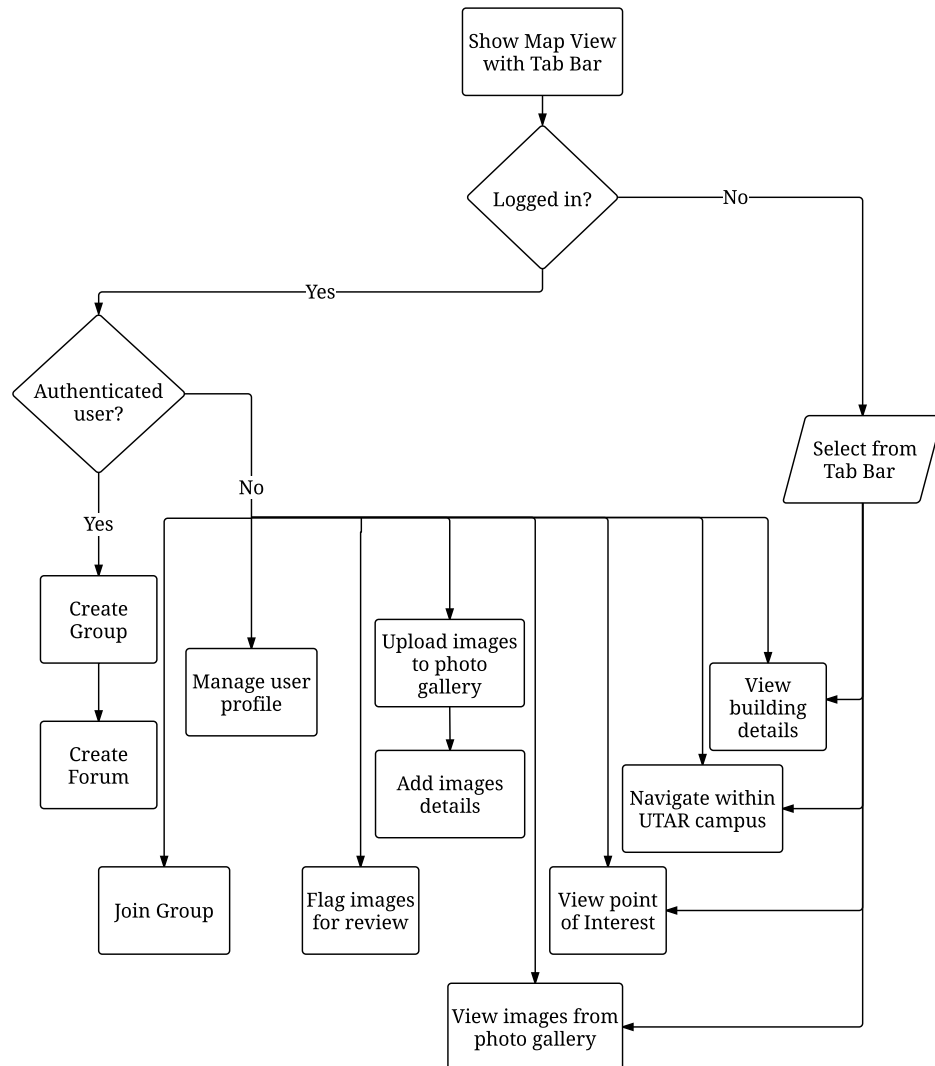 Show Map View
with Tab Bar
Logged in?
No
Yes
Authenticated
user?
Select from
Tab Bar
No
Yes
Create
Group
Upload images
to photo
gallery
Manage user
profile
View
building
details
Create
Forum
Add images
details
Navigate within
UTAR campus
Join Group
Flag images
for review
View point
of Interest
View images from
photo gallery